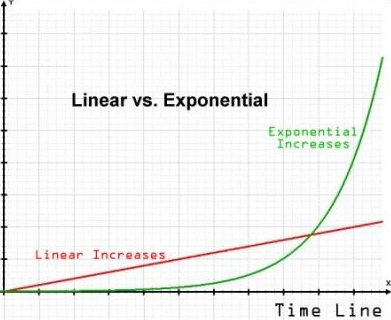 Y
Linear vs. Exponential
Exponential
Increases
Linear Increases
X
Time Line